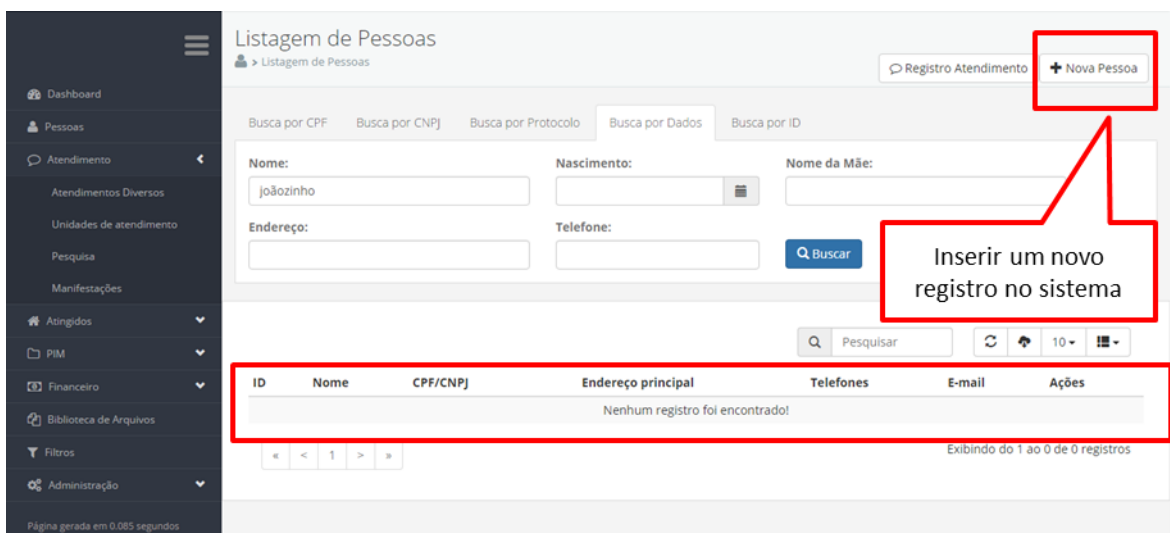 Listagem de Pessoas
> Listagem de Pessoas
Registro Atendimento
Nova Pessoa
Dashboard
Pessoas
Atendimento
Atendimentos Diversos
Unidades de atendimento
Pesquisa
Manifestações
Atingidos
PIM
Financeiro
Biblioteca de Arquivos
Filtros
Administração
Página gerada em 0.085 segundos
Busca por CPF Busca por CNPJ Busca por Protocolo Busca por Dados Busca por ID
Nome: Nascimento: Nome da Mãe:
joãozinho
Endereço: Telefone:
Buscar
Inserir um novo
registro no sistema
Pesquisar
10
ID Nome CPF/CNPJ Endereço principal Telefones E-mail Ações
Nenhum registro foi encontrado!
« < 1 > »
Exibindo do 1 ao 0 de 0 registros